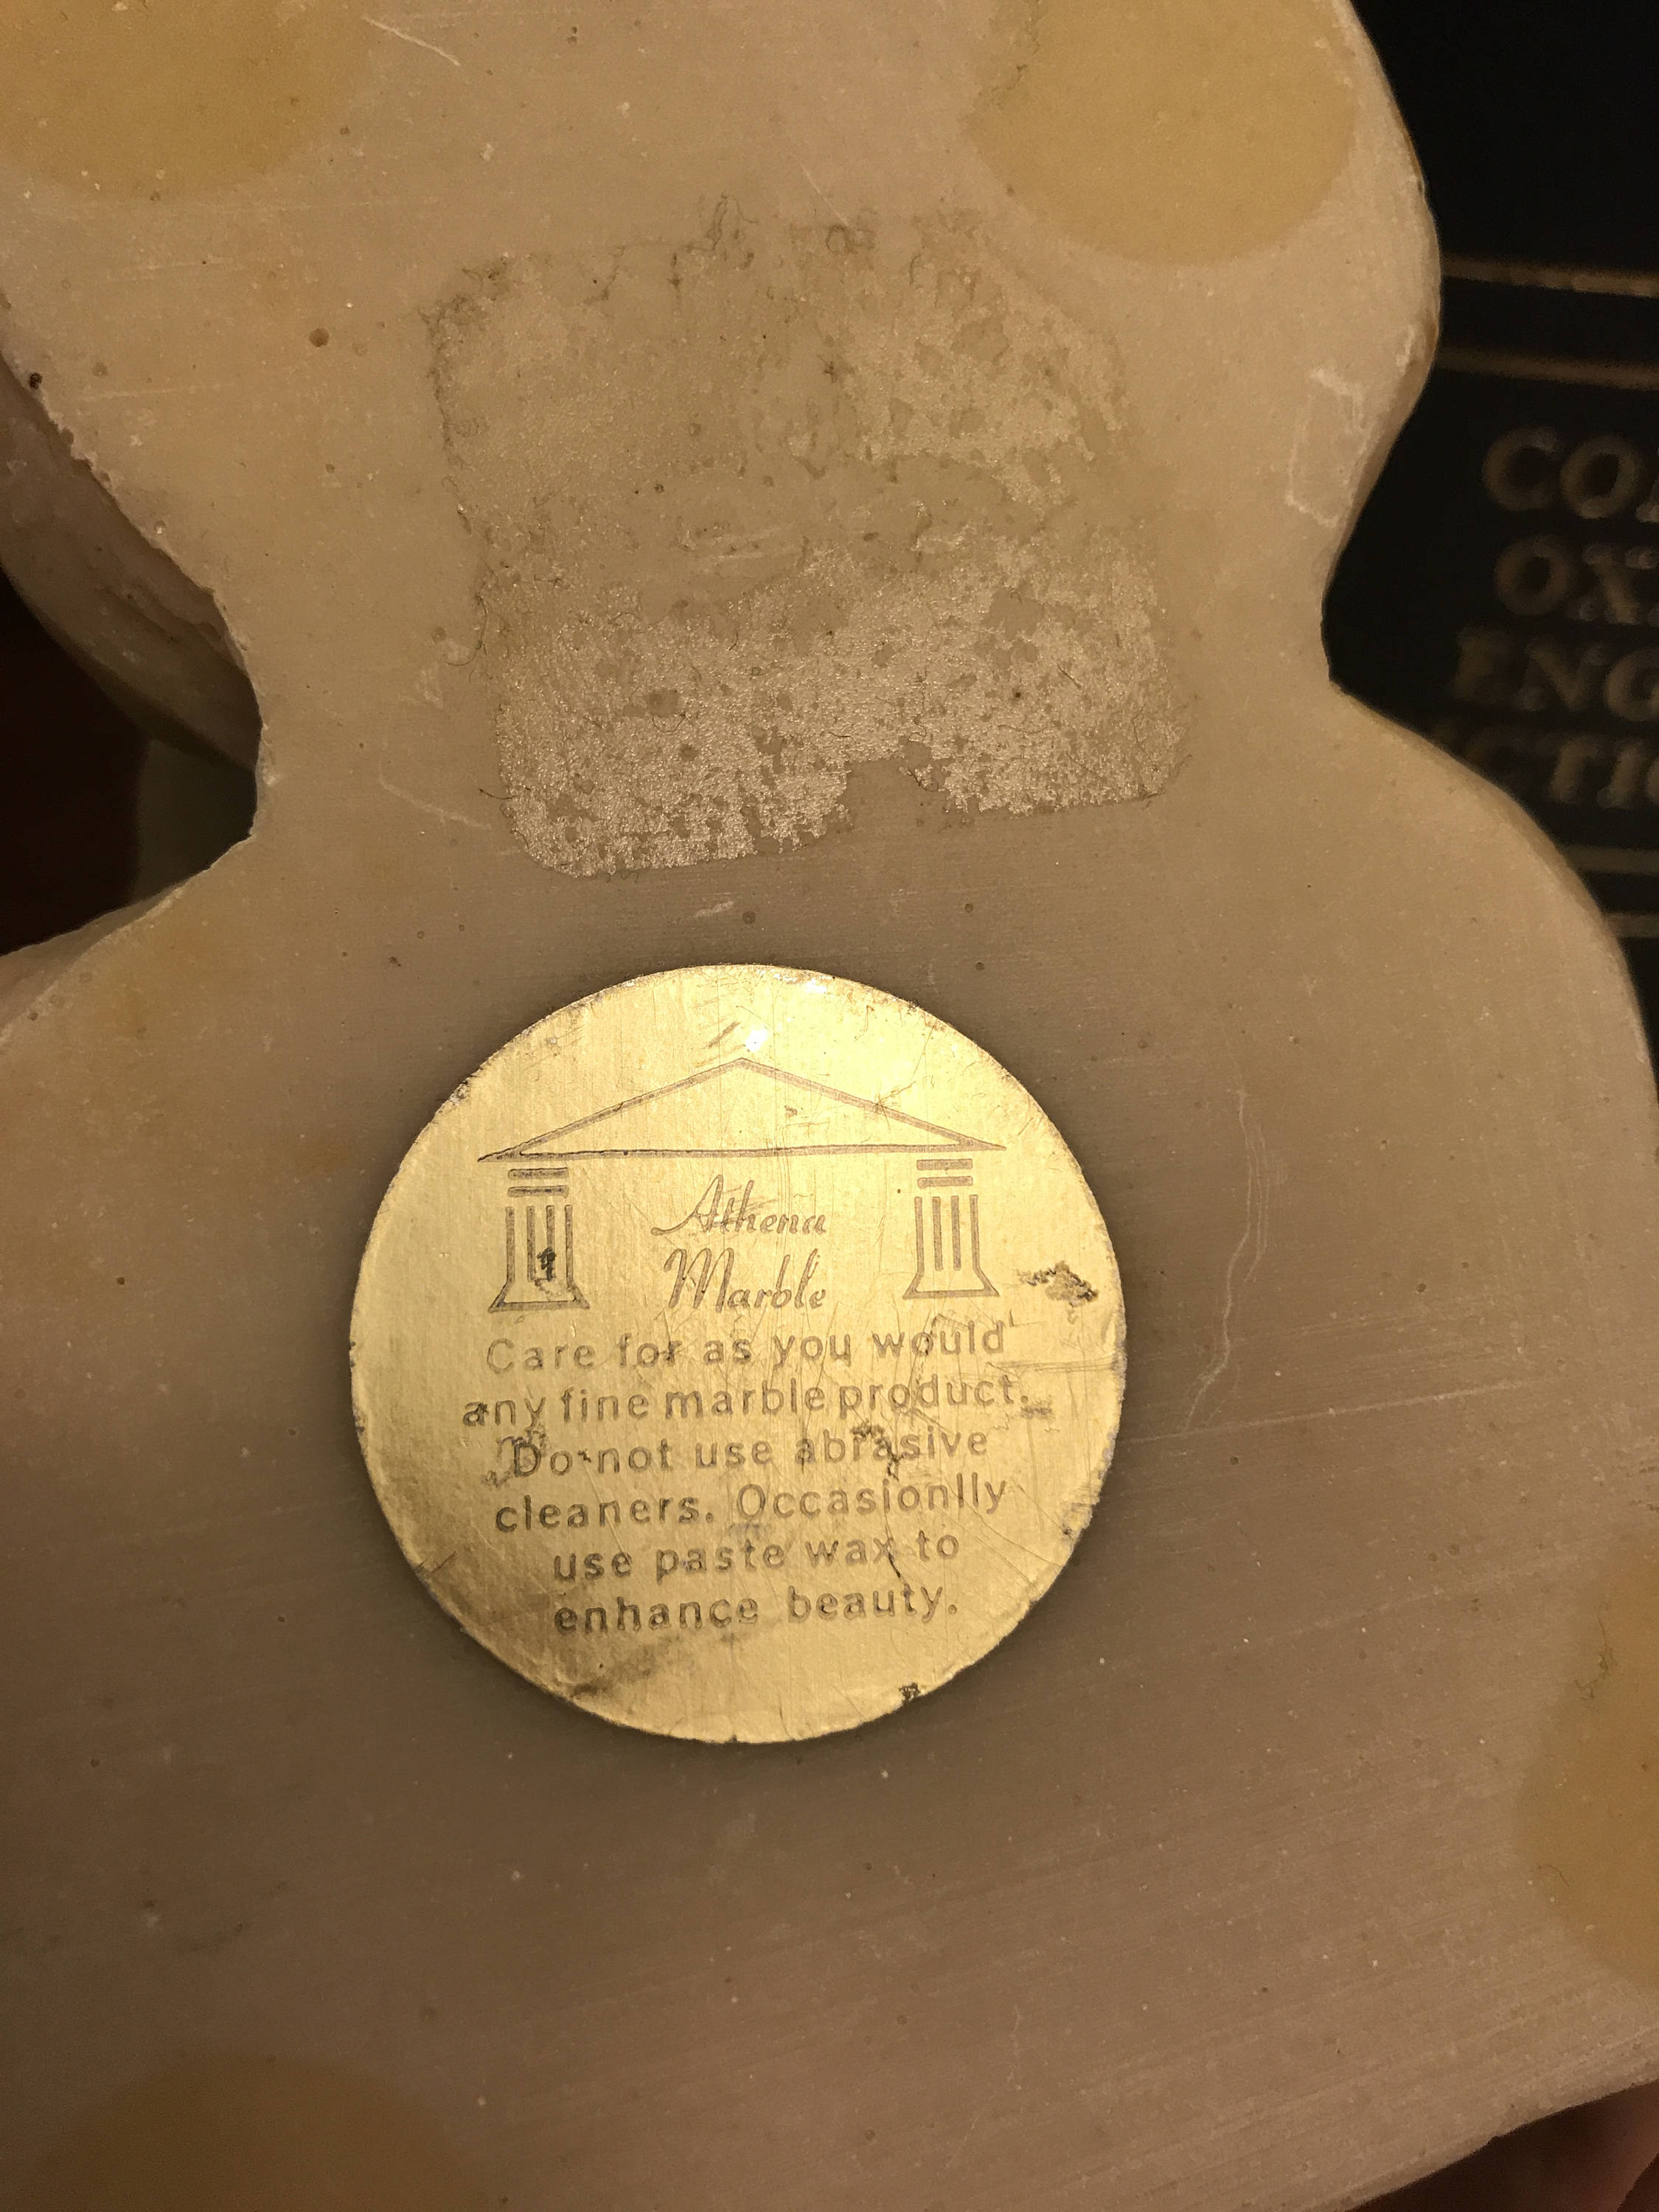 Athena
Marble
Care for as you would
any fine marble product.
Do not use abrasive
cleaners. Occasionlly
use paste wax to
enhance beauty.